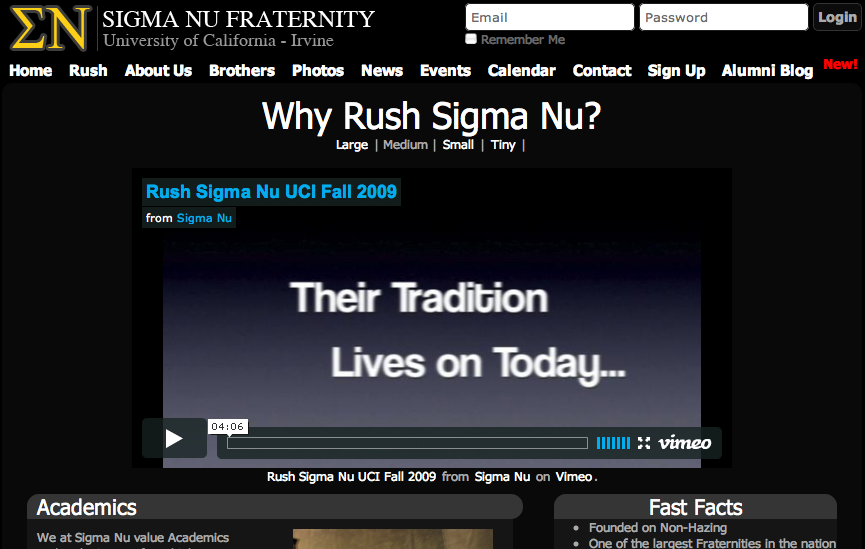 ΣΝ SIGMA NU FRATERNITY
University of California - Irvine
Email Password Login
Remember Me
Home Rush About Us Brothers Photos News Events Calendar Contact Sign Up Alumni Blog New!
Why Rush Sigma Nu?
Large | Medium | Small | Tiny |
Rush Sigma Nu UCI Fall 2009
from Sigma Nu
Their Tradition
Lives on Today...
04:06
vimeo
Rush Sigma Nu UCI Fall 2009 from Sigma Nu on Vimeo.
Academics
We at Sigma Nu value Academics
Fast Facts
• Founded on Non-Hazing
• One of the largest Fraternities in the nation